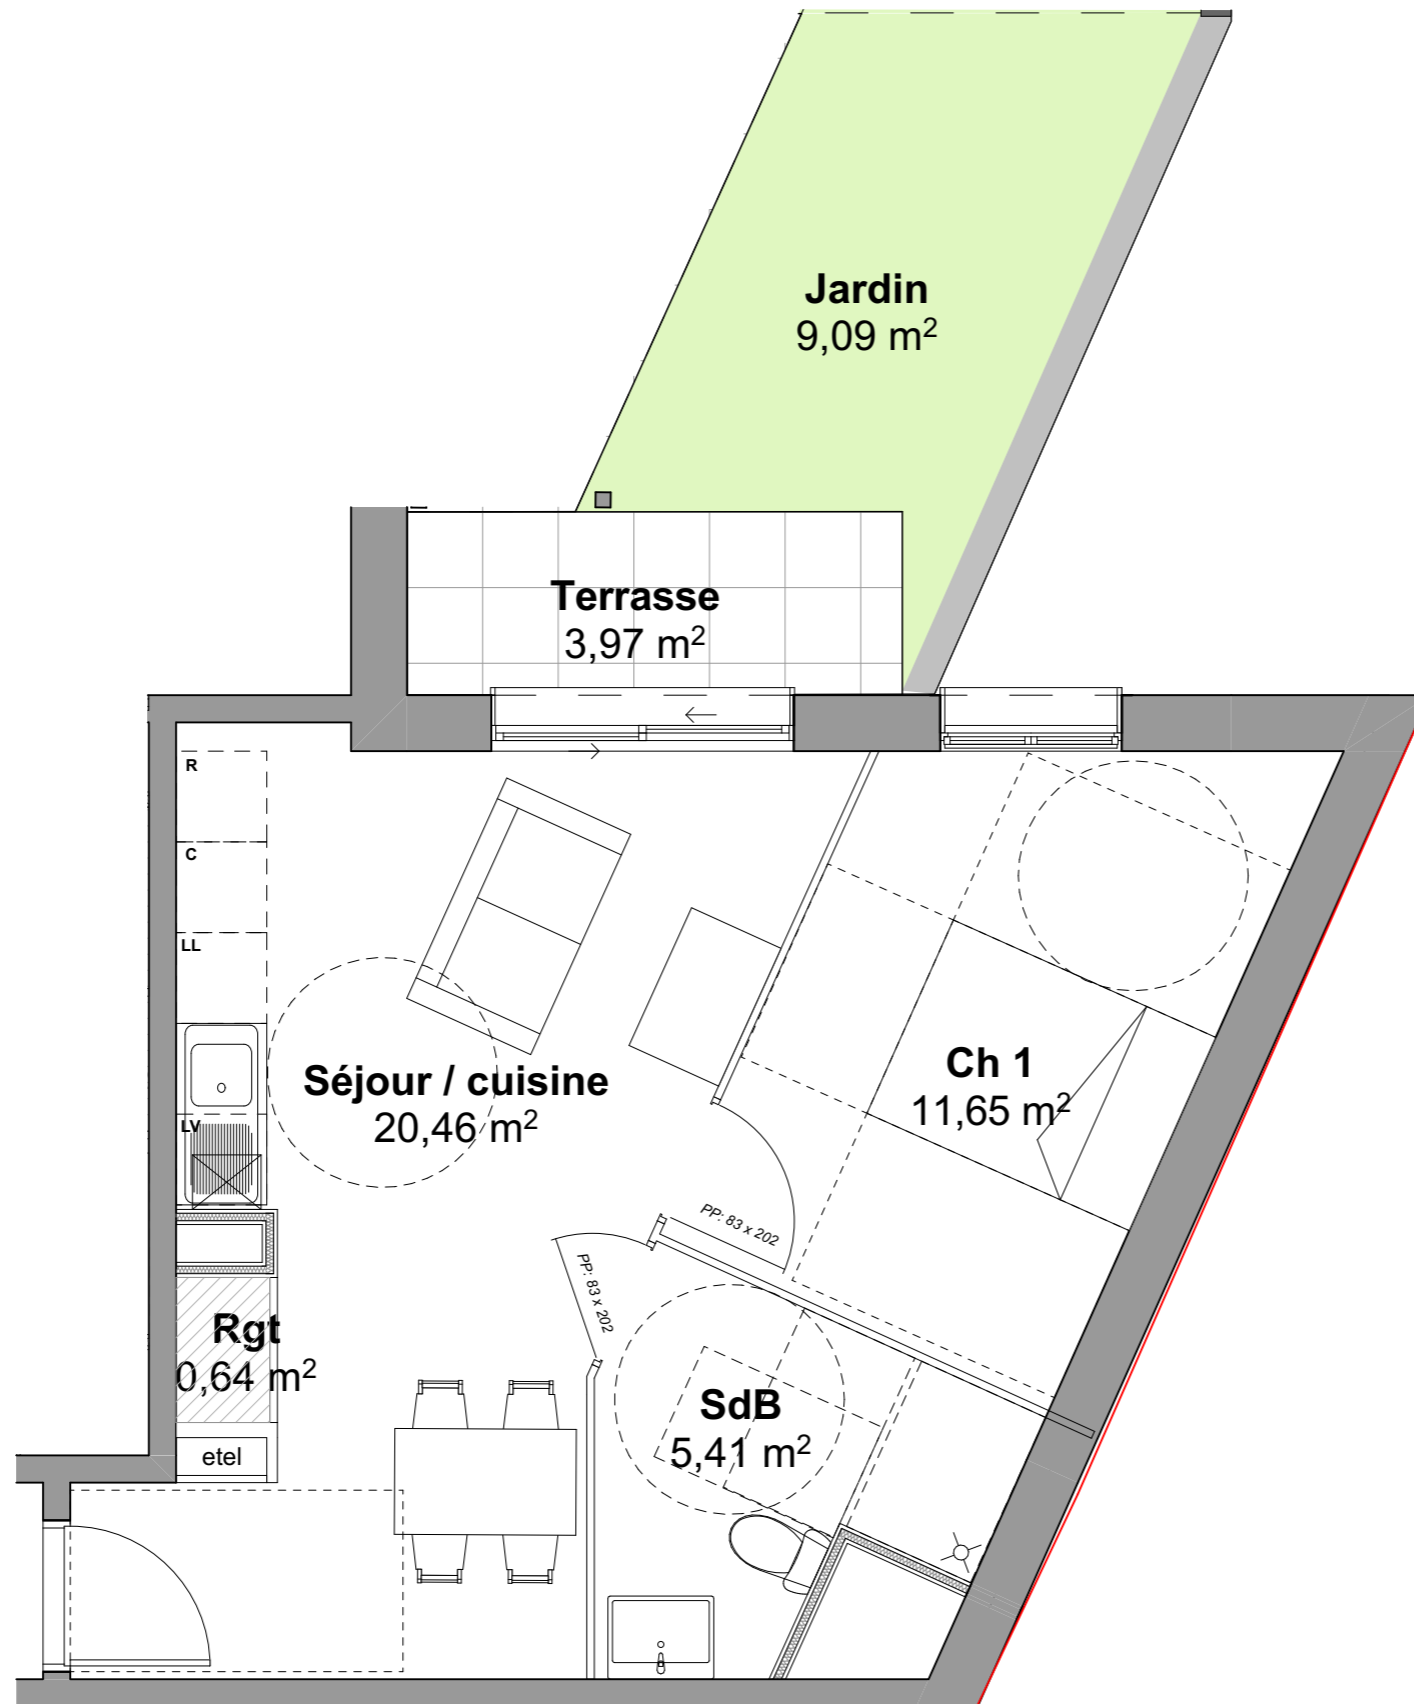 Jardin
9,09 m²
Terrasse
3,97 m²
R
C
LL
LV
Séjour / cuisine
20,46 m²
Ch 1
11,65 m²
PP: 83 x 202
PP: 83 x 202
Rgt
0,64 m²
SdB
5,41 m²
etel